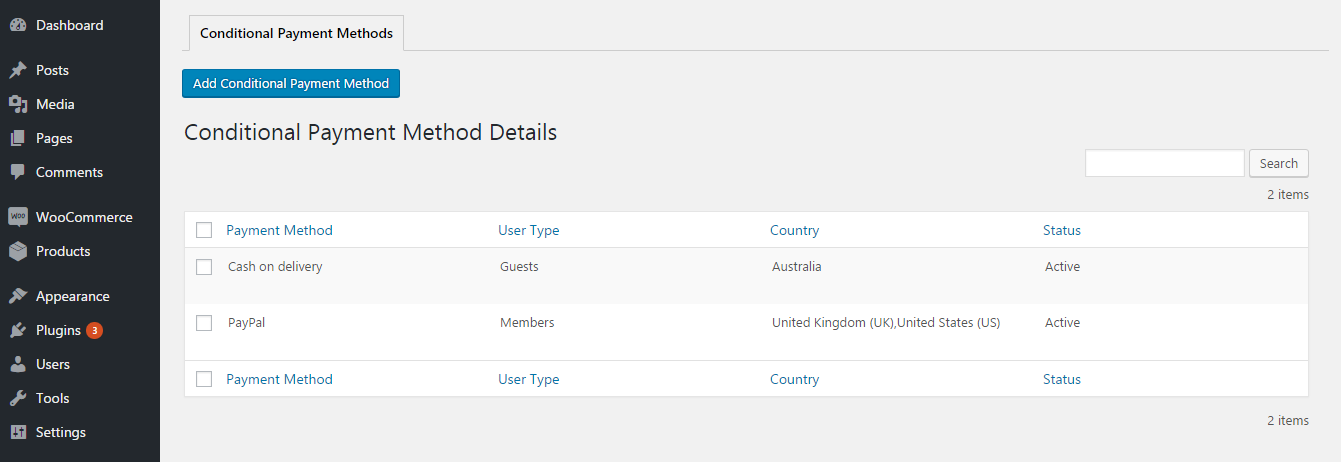 Dashboard
Posts
Media
Pages
Comments
WOO WooCommerce
Products
Appearance
Plugins 3
Users
Tools
Settings
Conditional Payment Methods
Add Conditional Payment Method
Conditional Payment Method Details
Search
2 items
Payment Method User Type Country Status
Cash on delivery Guests Australia Active
PayPal Members United Kingdom (UK),United States (US) Active
Payment Method User Type Country Status
2 items